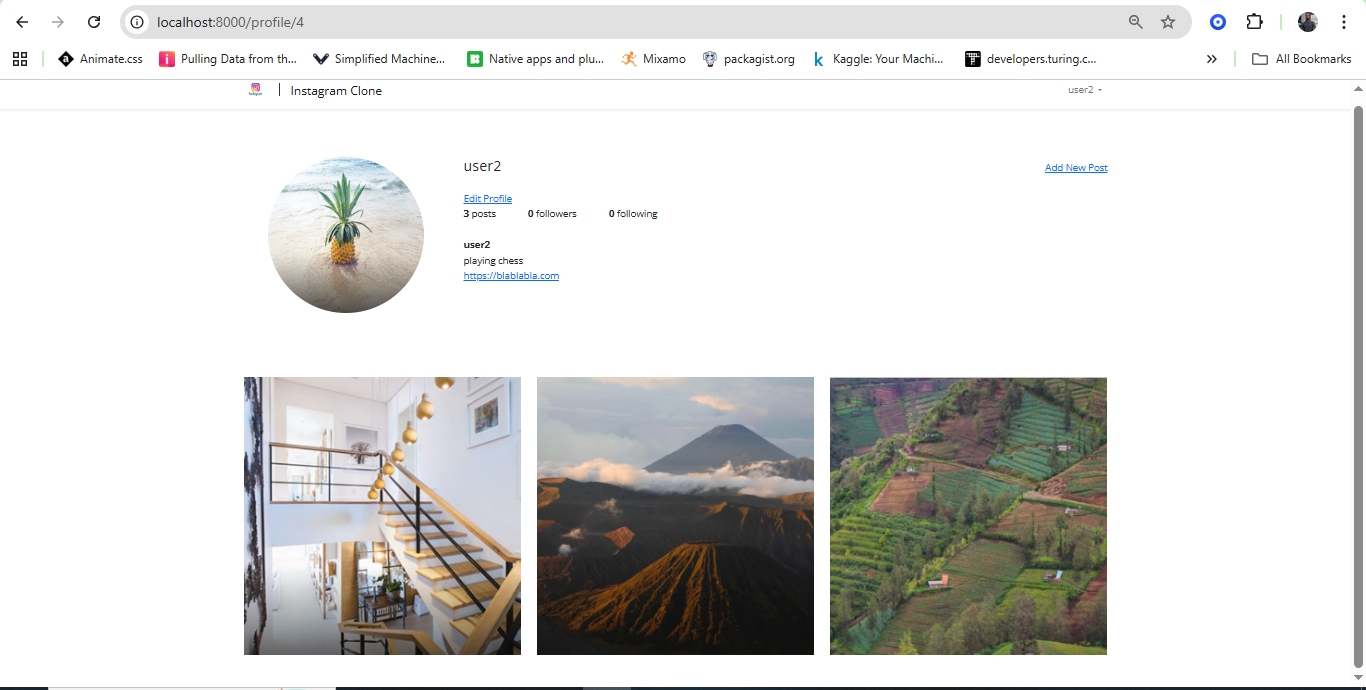 localhost:8000/profile/4
Animate.css
Pulling Data from th...
Simplified Machine...
Native apps and plu...
Mixamo
packagist.org
Kaggle: Your Machi...
developers.turing.c...
All Bookmarks
Instagram Clone
user2
user2
Add New Post
Edit Profile
3 posts 0 followers 0 following
user2
playing chess
https://blablabla.com